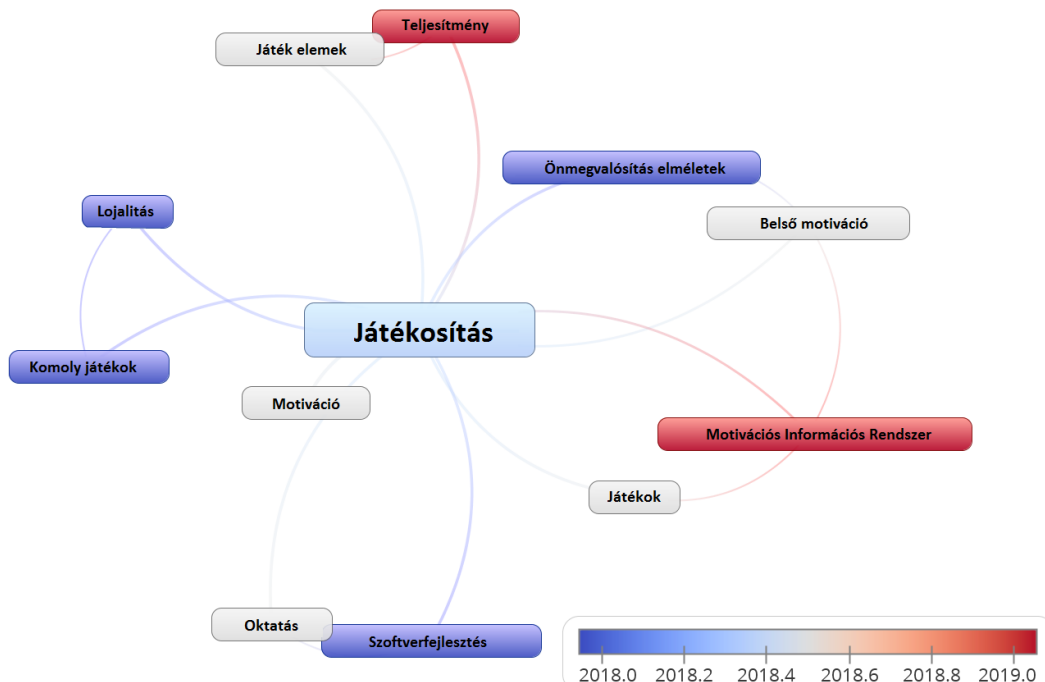 Teljesítmény
Játék elemek
Önmegvalósítás elméletek
Lojalitás
Belső motiváció
Játékosítás
Komoly játékok
Motiváció
Motivációs Információs Rendszer
Játékok
Oktatás
Szoftverfejlesztés
2018.0 2018.2 2018.4 2018.6 2018.8 2019.0